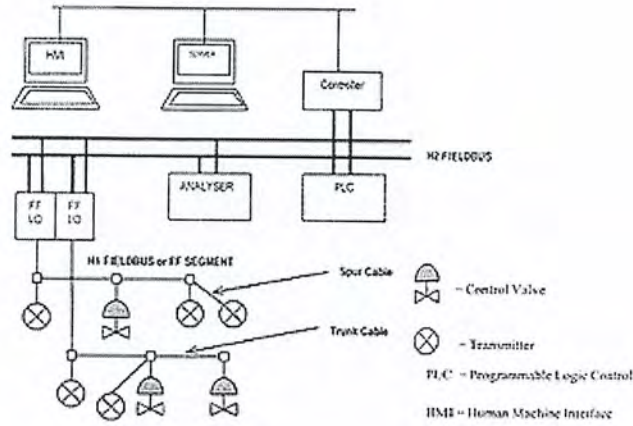 HMI
SERVER
Controller
H2 FIELDBUS
FF
I/O
FF
I/O
ANALYSER
PLC
H1 FIELDBUS or FF SEGMENT
Spur Cable
= Control Valve
Trunk Cable
= Transmitter
PLC = Programmable Logic Control
HMI = Human Machine Interface